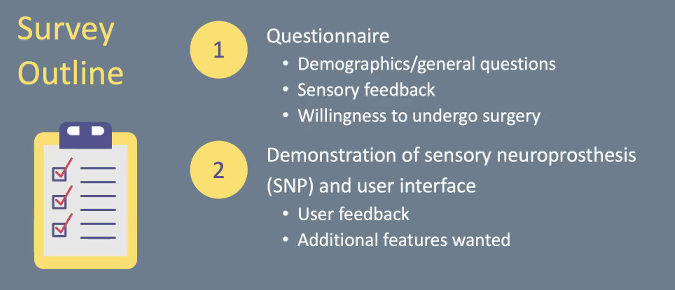 Survey
Outline
1
Questionnaire
• Demographics/general questions
• Sensory feedback
• Willingness to undergo surgery
2
Demonstration of sensory neuroprosthesis
(SNP) and user interface
• User feedback
• Additional features wanted